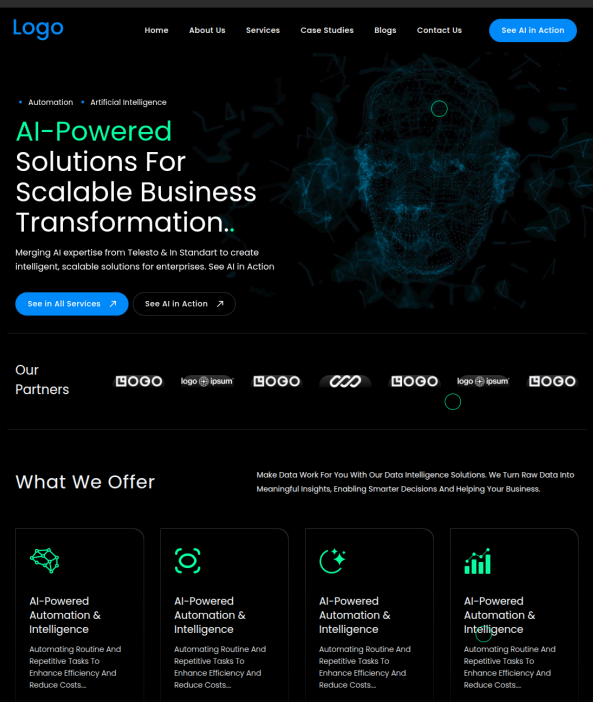 Logo
Home About Us Services Case Studies Blogs Contact Us See AI in Action
Automation Artificial Intelligence
AI-Powered
Solutions For
Scalable Business
Transformation..
Merging AI expertise from Telesto & In Standart to create
intelligent, scalable solutions for enterprises. See AI in Action
See in All Services See AI in Action
Our
Partners
LOGO logo ipsum LOGO LOGO logo ipsum LOGO
What We Offer
Make Data Work For You With Our Data Intelligence Solutions. We Turn Raw Data Into
Meaningful Insights, Enabling Smarter Decisions And Helping Your Business.
AI-Powered
Automation &
Intelligence
Automating Routine And
Repetitive Tasks To
Enhance Efficiency And
Reduce Costs...
AI-Powered
Automation &
Intelligence
Automating Routine And
Repetitive Tasks To
Enhance Efficiency And
Reduce Costs...
AI-Powered
Automation &
Intelligence
Automating Routine And
Repetitive Tasks To
Enhance Efficiency And
Reduce Costs...
AI-Powered
Automation &
Intelligence
Automating Routine And
Repetitive Tasks To
Enhance Efficiency And
Reduce Costs...